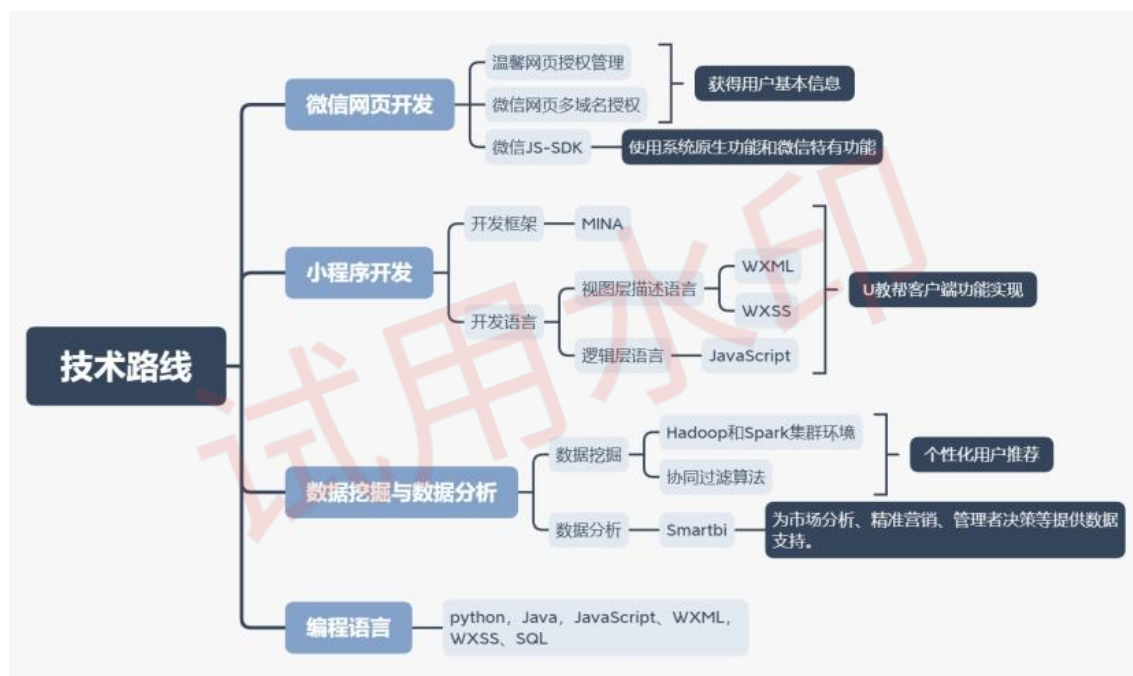 技术路线
微信网页开发
温馨网页授权管理
微信网页多域名授权
获得用户基本信息
微信JS-SDK
使用系统原生功能和微信特有功能
小程序开发
开发框架
MINA
开发语言
视图层描述语言
WXML
WXSS
逻辑层语言
JavaScript
U教帮客户端功能实现
数据挖掘与数据分析
数据挖掘
Hadoop和Spark集群环境
协同过滤算法
个性化用户推荐
数据分析
Smartbi
为市场分析、精准营销、管理者决策等提供数据
支持。
编程语言
python，Java，JavaScript、WXML，
WXSS、SQL
试用水印